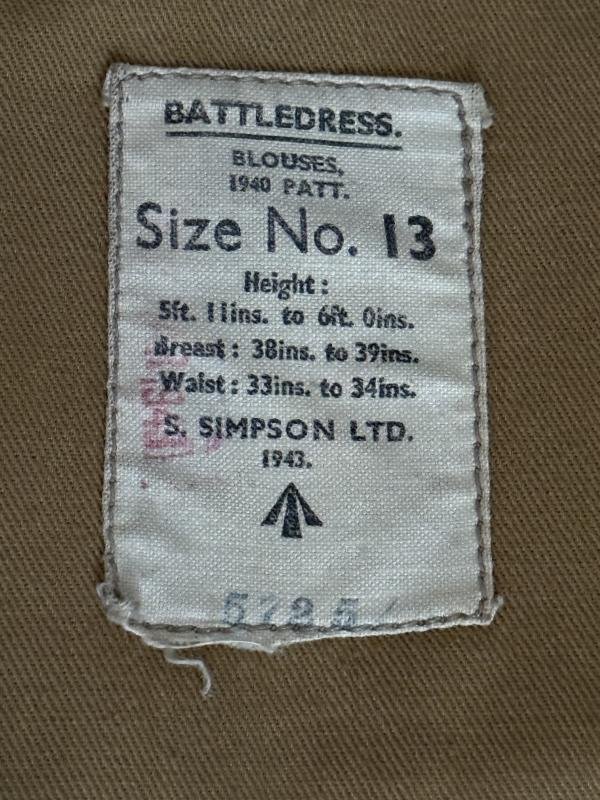 BATTLEDRESS.
BLOUSES,
1940 PATT.
Size No. 13
Height:
5ft. 11ins. to 6ft. 0ins.
Breast: 38ins. to 39ins.
Waist: 33ins. to 34ins.
S. SIMPSON LTD.
1943.